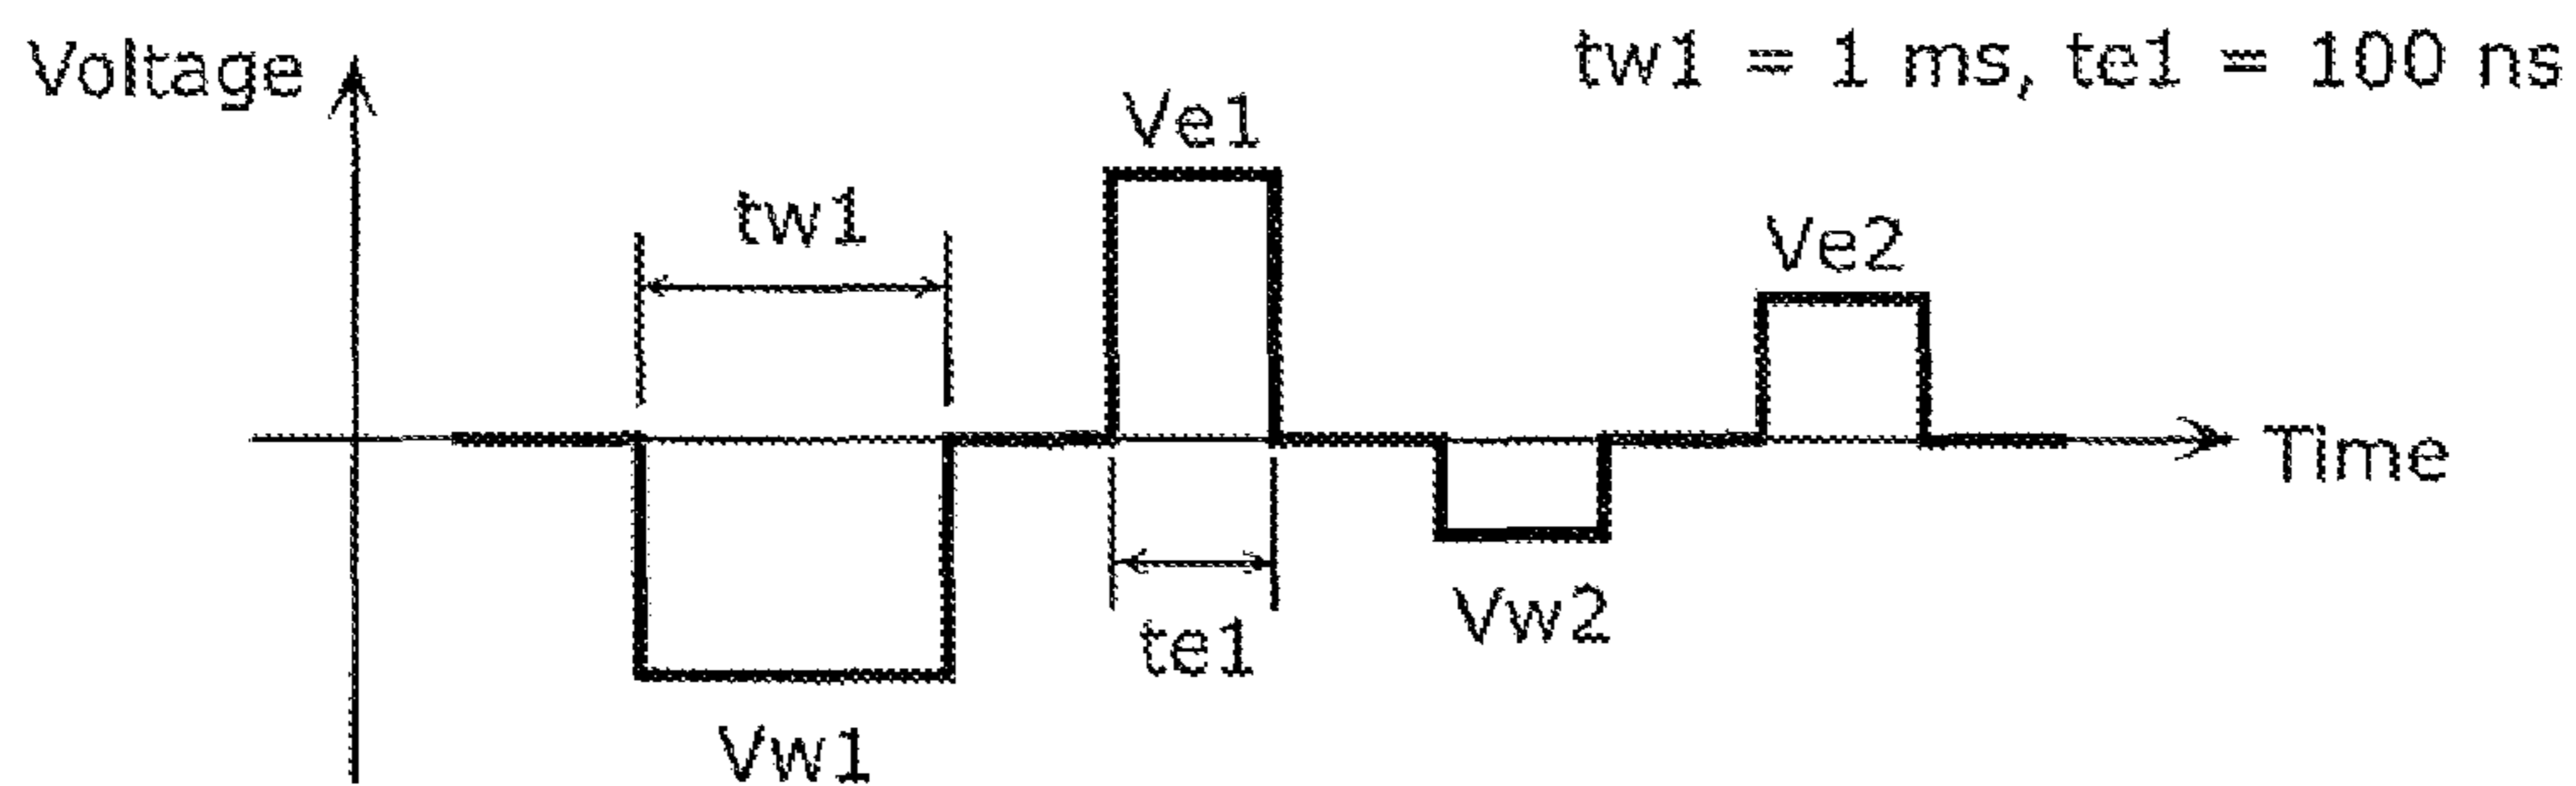 Voltage
tw1 = 1 ms, te1 = 100 ns
Ve1
tw1
Ve2
Time
te1
Vw2
Vw1